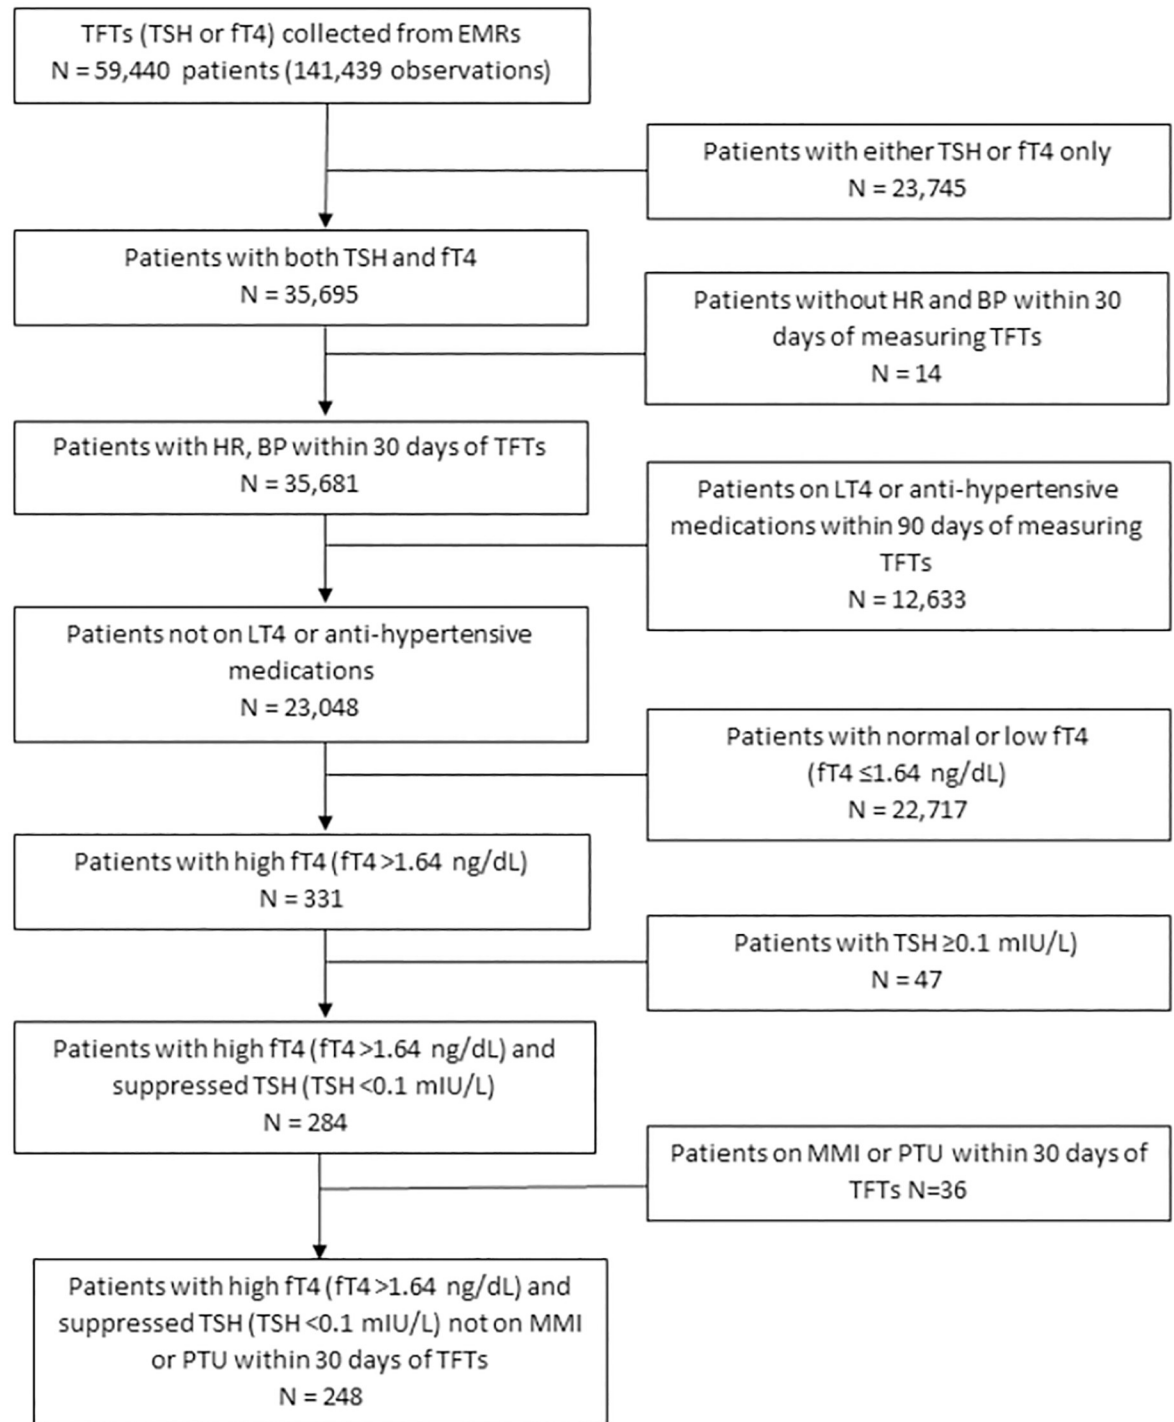 TFTs (TSH or fT4) collected from EMRs
N = 59,440 patients (141,439 observations)
Patients with either TSH or fT4 only
N = 23,745
Patients with both TSH and fT4
N = 35,695
Patients without HR and BP within 30
days of measuring TFTs
N = 14
Patients with HR, BP within 30 days of TFTs
N = 35,681
Patients on LT4 or anti-hypertensive
medications within 90 days of measuring
TFTs
N = 12,633
Patients not on LT4 or anti-hypertensive
medications
N = 23,048
Patients with normal or low fT4
(fT4 ≤1.64 ng/dL)
N = 22,717
Patients with high fT4 (fT4 >1.64 ng/dL)
N = 331
Patients with TSH ≥0.1 mIU/L)
N = 47
Patients with high fT4 (fT4 >1.64 ng/dL) and
suppressed TSH (TSH <0.1 mIU/L)
N = 284
Patients on MMI or PTU within 30 days of
TFTs N=36
Patients with high fT4 (fT4 >1.64 ng/dL) and
suppressed TSH (TSH <0.1 mIU/L) not on MMI
or PTU within 30 days of TFTs
N = 248